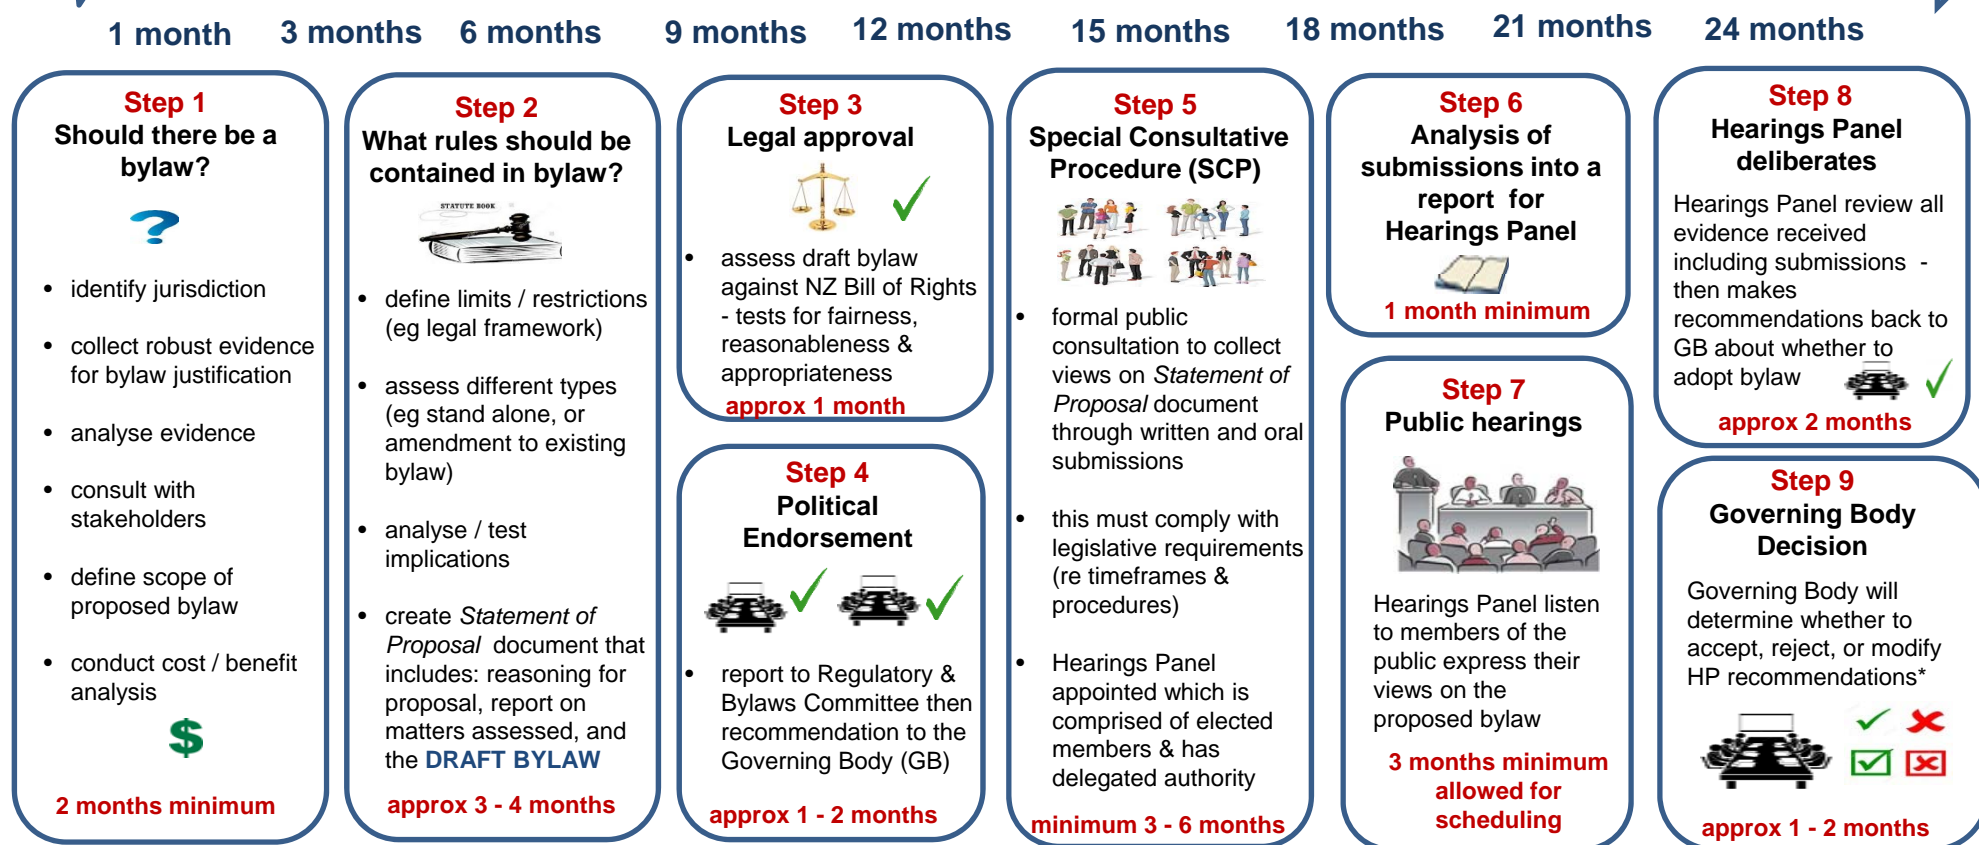 1 month 3 months 6 months 9 months 12 months 15 months 18 months 21 months 24 months
Step 1
Should there be a
bylaw?
• identify jurisdiction
• collect robust evidence
for bylaw justification
• analyse evidence
• consult with
stakeholders
• define scope of
proposed bylaw
• conduct cost / benefit
analysis
$
2 months minimum
Step 2
What rules should be
contained in bylaw?
STATUTE BOOK
• define limits / restrictions
(eg legal framework)
• assess different types
(eg stand alone, or
amendment to existing
bylaw)
• analyse / test
implications
• create Statement of
Proposal document that
includes: reasoning for
proposal, report on
matters assessed, and
the DRAFT BYLAW
approx 3 - 4 months
Step 3
Legal approval
• assess draft bylaw
against NZ Bill of Rights
- tests for fairness,
reasonableness &
appropriateness
approx 1 month
Step 4
Political
Endorsement
• report to Regulatory &
Bylaws Committee then
recommendation to the
Governing Body (GB)
approx 1 - 2 months
Step 5
Special Consultative
Procedure (SCP)
• formal public
consultation to collect
views on Statement of
Proposal document
through written and oral
submissions
• this must comply with
legislative requirements
(re timeframes &
procedures)
• Hearings Panel
appointed which is
comprised of elected
members & has
delegated authority
minimum 3 - 6 months
Step 6
Analysis of
submissions into a
report for
Hearings Panel
1 month minimum
Step 7
Public hearings
Hearings Panel listen
to members of the
public express their
views on the
proposed bylaw
3 months minimum
allowed for
scheduling
Step 8
Hearings Panel
deliberates
Hearings Panel review all
evidence received
including submissions -
then makes
recommendations back to
GB about whether to
adopt bylaw
approx 2 months
Step 9
Governing Body
Decision
Governing Body will
determine whether to
accept, reject, or modify
HP recommendations*
approx 1 - 2 months